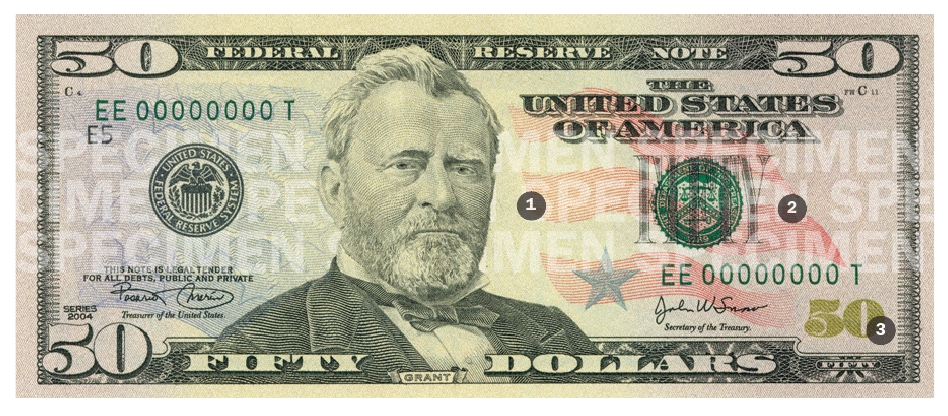 50 FEDERAL RESERVE NOTE 50
THE
UNITED STATES
OF AMERICA
C 4
FW C 11
EE 00000000 T
E5
SPECIMEN SPECIMEN SPECIMEN
UNITED STATES
FEDERAL RESERVE SYSTEM
1
2
SPECIMEN SPECIMEN SPECIMEN
FIFTY
SPECIMEN SPECIMEN SPECIMEN
THIS NOTE IS LEGAL TENDER
FOR ALL DEBTS, PUBLIC AND PRIVATE
EE 00000000 T
SERIES
2004
Treasurer of the United States.
John W Snow
Secretary of the Treasury.
50
3
50 FIFTY DOLLARS FIFTY
GRANT